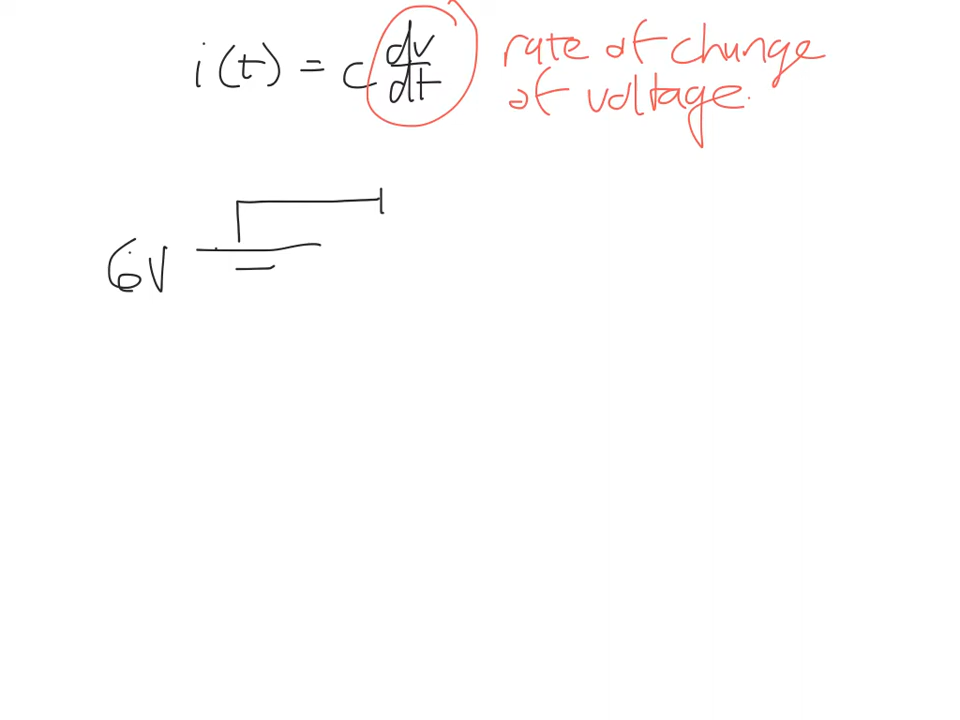 i(t) = c dv/dt
rate of change
of voltage.
6V